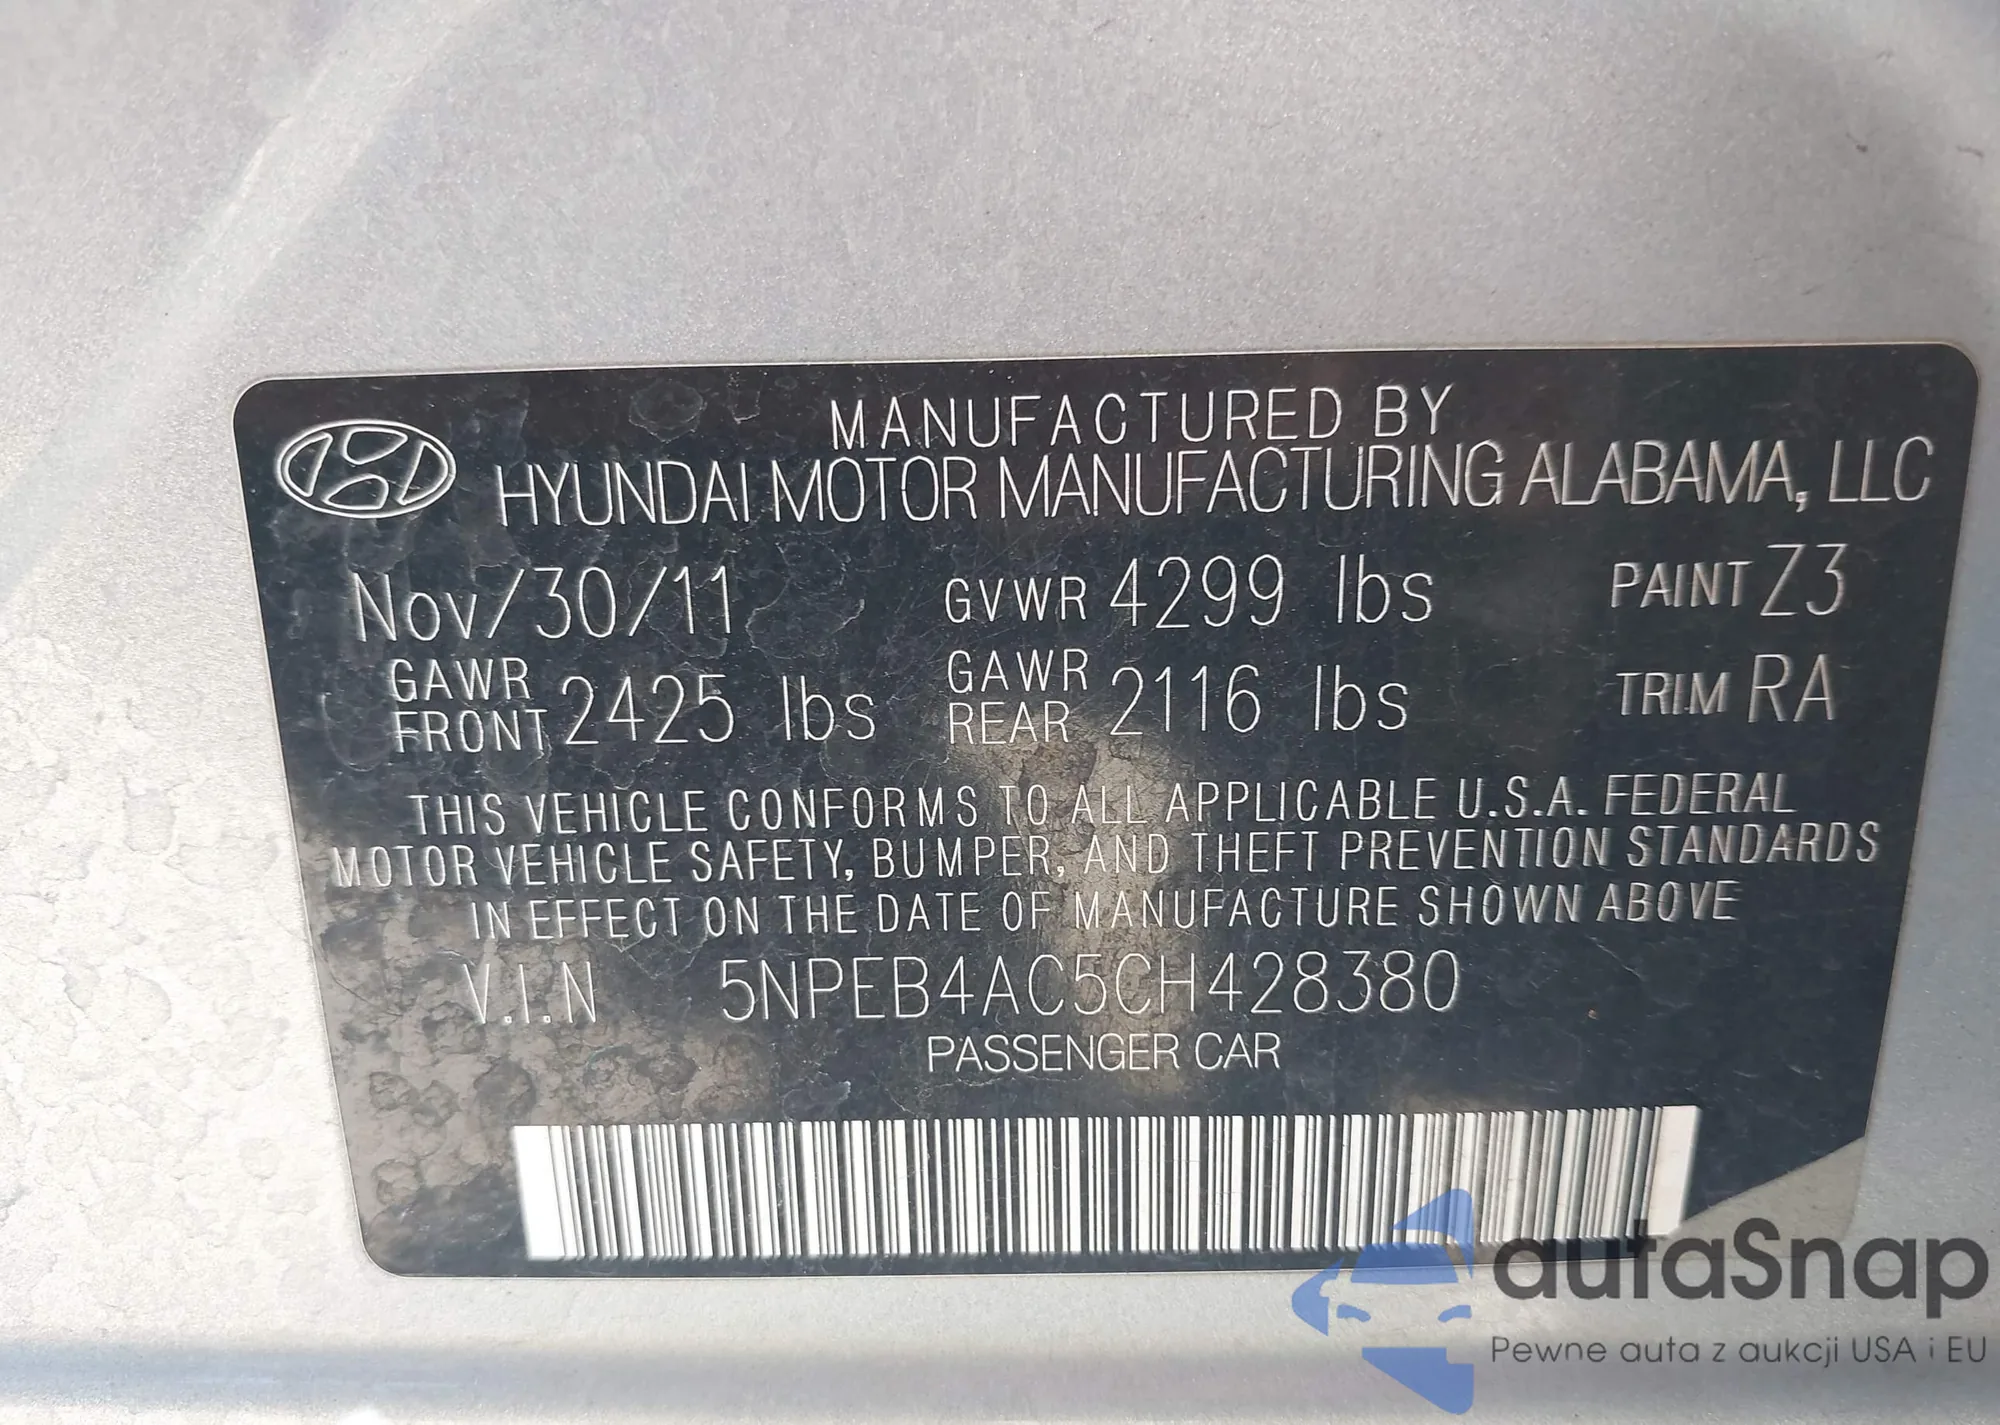 MANUFACTURED BY
HYUNDAI MOTOR MANUFACTURING ALABAMA, LLC
Nov/30/11 GVWR 4299 lbs PAINT Z3
GAWR FRONT 2425 lbs GAWR REAR 2116 lbs TRIM RA
THIS VEHICLE CONFORMS TO ALL APPLICABLE U.S.A. FEDERAL
MOTOR VEHICLE SAFETY, BUMPER, AND THEFT PREVENTION STANDARDS
IN EFFECT ON THE DATE OF MANUFACTURE SHOWN ABOVE
V.I.N 5NPEB4AC5CH428380
PASSENGER CAR
autaSnap
Pewne auta z aukcji USA i EU